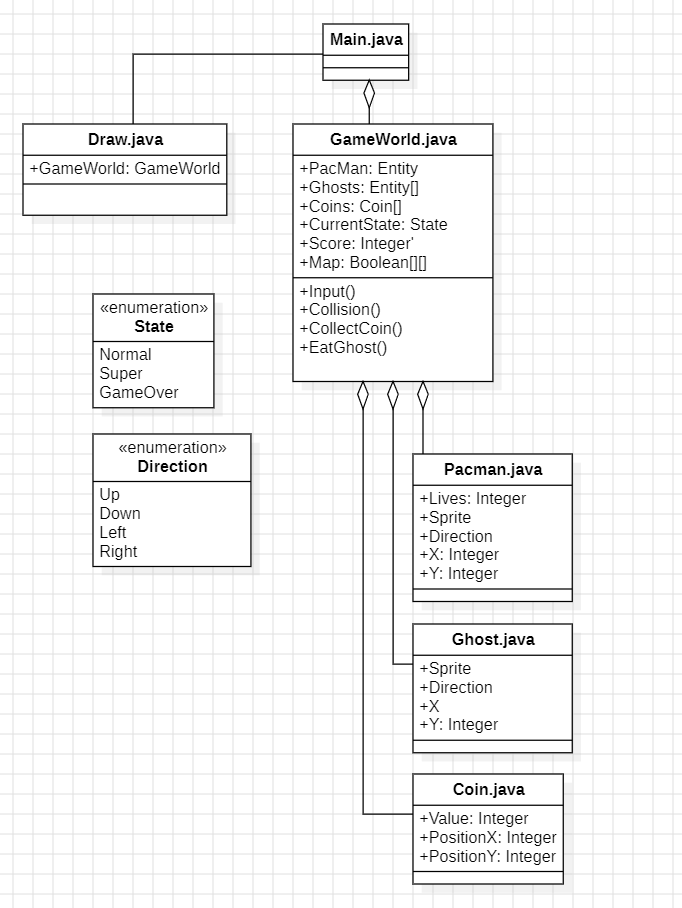 Main.java
Draw.java
+GameWorld: GameWorld
GameWorld.java
+PacMan: Entity
+Ghosts: Entity[]
+Coins: Coin[]
+CurrentState: State
+Score: Integer'
+Map: Boolean[][]
+Input()
+Collision()
+CollectCoin()
+EatGhost()
«enumeration»
State
Normal
Super
GameOver
«enumeration»
Direction
Up
Down
Left
Right
Pacman.java
+Lives: Integer
+Sprite
+Direction
+X: Integer
+Y: Integer
Ghost.java
+Sprite
+Direction
+X
+Y: Integer
Coin.java
+Value: Integer
+PositionX: Integer
+PositionY: Integer